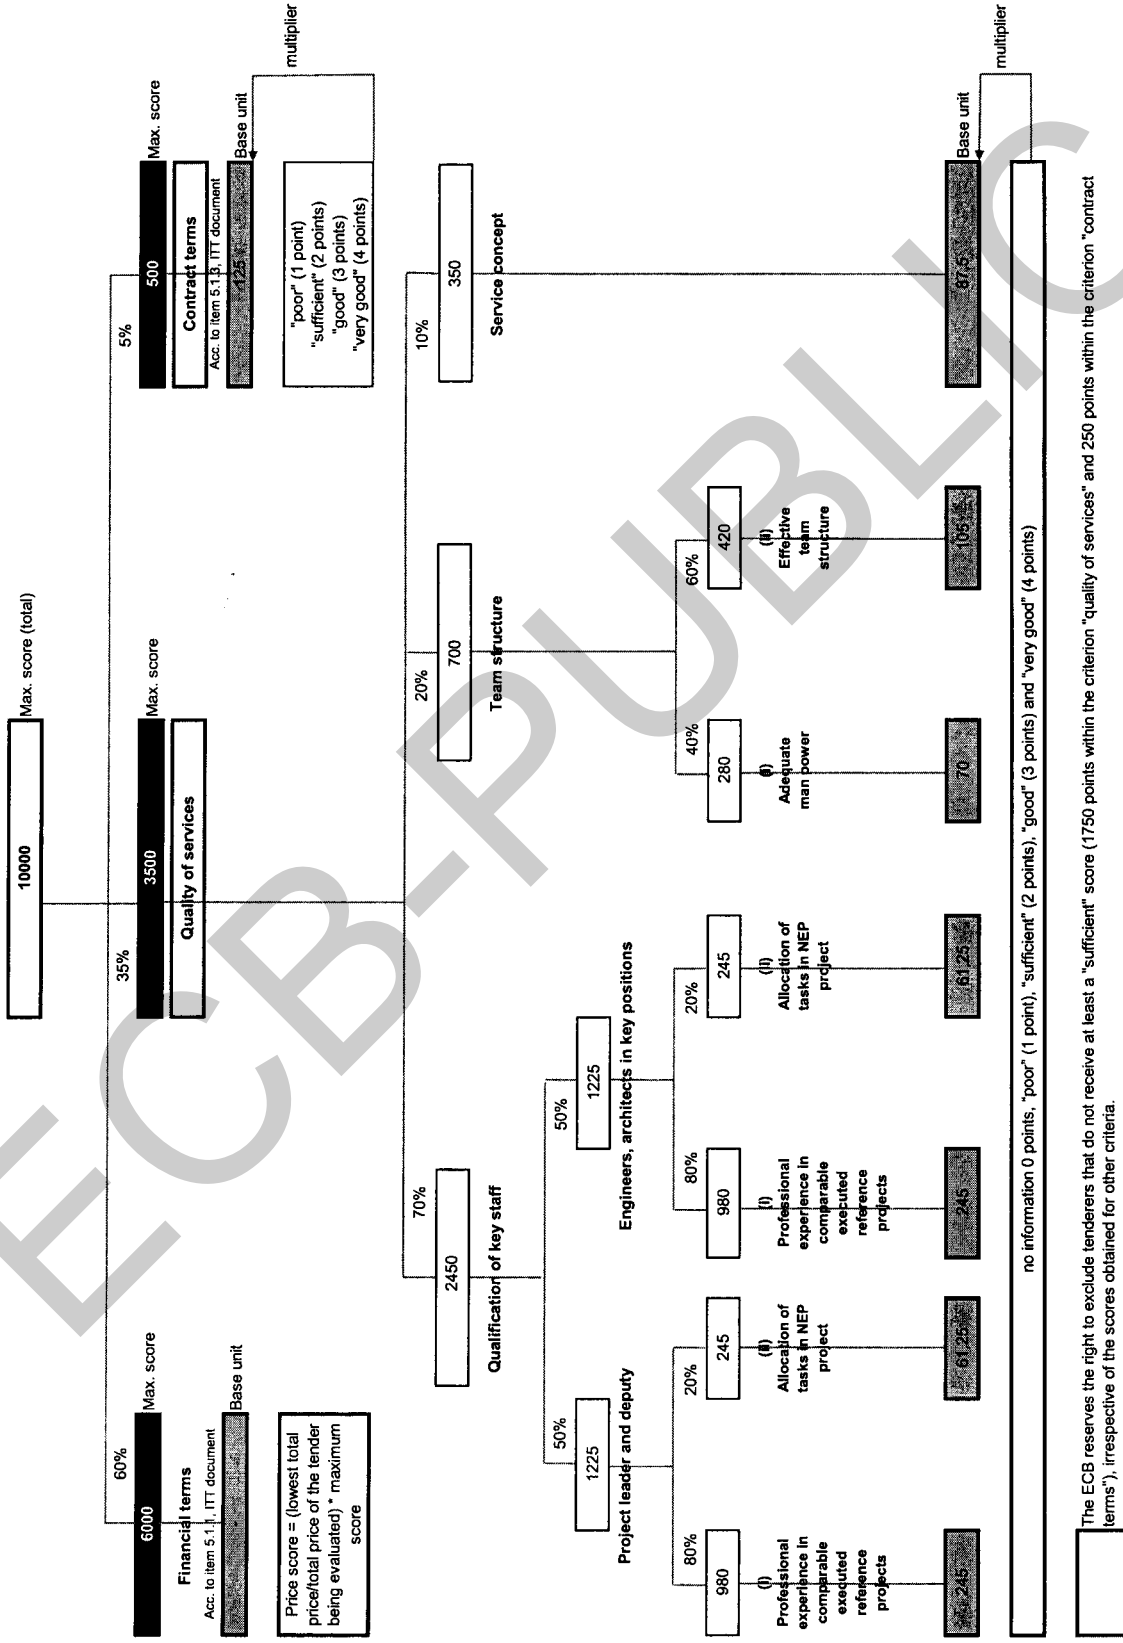 10000
Max. score (total)
60%
35%
5%
6000
Max. score
3500
Max. score
500
Max. score
Financial terms
Acc. to item 5.1.1, ITT document
Base unit
Quality of services
Contract terms
Acc. to item 5.1.3, ITT document
125
Base unit
multiplier
Price score = (lowest total
price/total price of the tender
being evaluated) * maximum
score
"poor" (1 point)
"sufficient" (2 points)
"good" (3 points)
"very good" (4 points)
70%
20%
10%
2450
700
350
Qualification of key staff
Team structure
Service concept
50%
50%
1225
1225
Project leader and deputy
Engineers, architects in key positions
80%
20%
80%
20%
40%
60%
980
245
980
245
280
420
(i)
Professional
experience in
comparable
executed
reference
projects
(ii)
Allocation of
tasks in NEP
project
(i)
Professional
experience in
comparable
executed
reference
projects
(ii)
Allocation of
tasks in NEP
project
(i)
Adequate
man power
(ii)
Effective
team
structure
245
61,25
245
61,25
70
105
87,5
Base unit
multiplier
no information 0 points, "poor" (1 point), "sufficient" (2 points), "good" (3 points) and "very good" (4 points)
The ECB reserves the right to exclude tenderers that do not receive at least a "sufficient" score (1750 points within the criterion "quality of services" and 250 points within the criterion "contract
terms"), irrespective of the scores obtained for other criteria.
ECB-PUBLIC